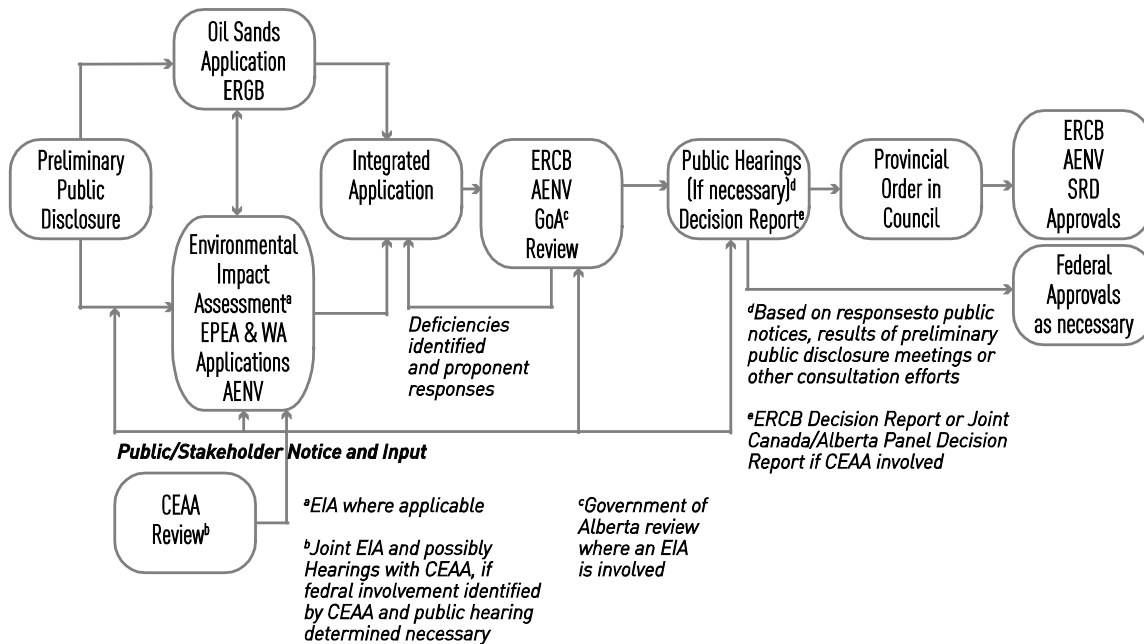 Oil Sands
Application
ERGB
Preliminary
Public
Disclosure
Environmental
Impact
Assessmentᵃ
EPEA & WA
Applications
AENV
Integrated
Application
ERCB
AENV
GoAᶜ
Review
Public Hearings
(If necessary)ᵈ
Decision Reportᵉ
Provincial
Order in
Council
ERCB
AENV
SRD
Approvals
Federal
Approvals
as necessary
Deficiencies
identified
and proponent
responses
ᵈBased on responsesto public
notices, results of preliminary
public disclosure meetings or
other consultation efforts
ᵉERCB Decision Report or Joint
Canada/Alberta Panel Decision
Report if CEAA involved
Public/Stakeholder Notice and Input
CEAA
Reviewᵇ
ᵃEIA where applicable
ᵇJoint EIA and possibly
Hearings with CEAA, if
fedral involvement identified
by CEAA and public hearing
determined necessary
ᶜGovernment of
Alberta review
where an EIA
is involved